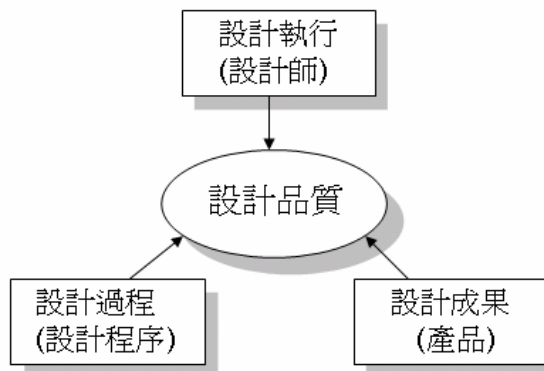 設計執行
(設計師)
設計品質
設計過程
(設計程序)
設計成果
(產品)